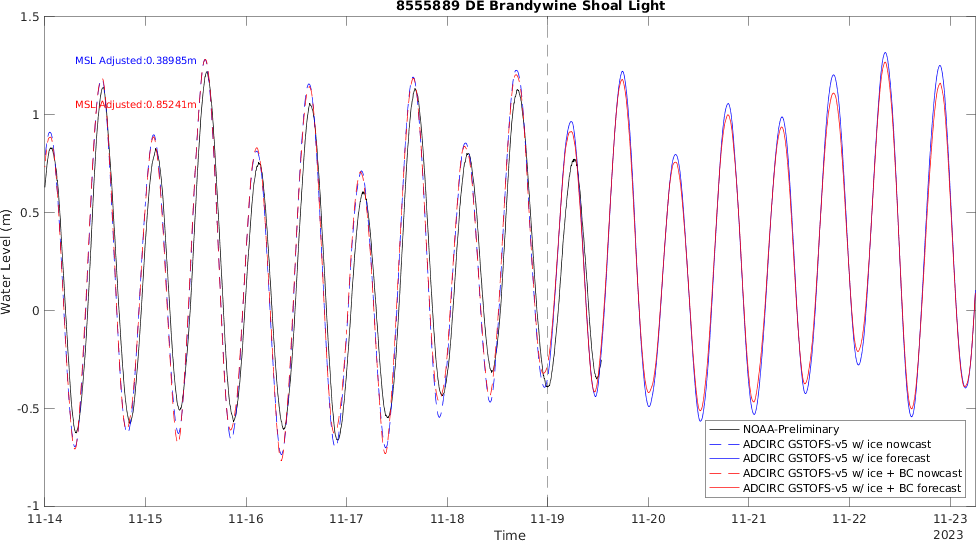 8555889 DE Brandywine Shoal Light
1.5
1
0.5
0
-0.5
-1
Water Level (m)
MSL Adjusted:0.38985m
MSL Adjusted:0.85241m
NOAA-Preliminary
ADCIRC GSTOFS-v5 w/ ice nowcast
ADCIRC GSTOFS-v5 w/ ice forecast
ADCIRC GSTOFS-v5 w/ ice + BC nowcast
ADCIRC GSTOFS-v5 w/ ice + BC forecast
11-14 11-15 11-16 11-17 11-18 11-19 11-20 11-21 11-22 11-23
Time
2023